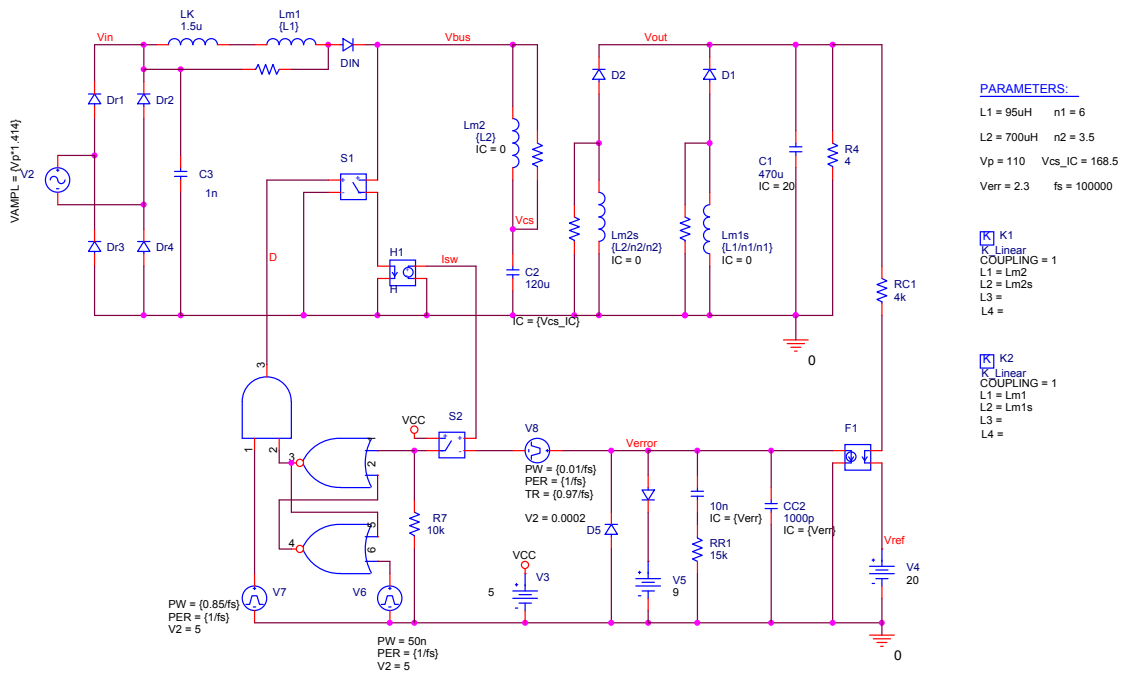 LK
1.5u
Lm1
{L1}
Vin
Vbus
Vout
DIN
D2
D1
Dr1
Dr2
PARAMETERS:
L1 = 95uH n1 = 6
L2 = 700uH n2 = 3.5
Vp = 110 Vcs_IC = 168.5
Verr = 2.3 fs = 100000
Lm2
{L2}
IC = 0
C1
470u
IC = 20
R4
4
VAMPL = {Vp*1.414}
V2
C3
1n
S1
+
-
Vcs
Lm2s
{L2/n2/n2}
IC = 0
Lm1s
{L1/n1/n1}
IC = 0
Dr3
Dr4
D
H1
H
Isw
C2
120u
IC = {Vcs_IC}
RC1
4k
K K1
K_Linear
COUPLING = 1
L1 = Lm2
L2 = Lm2s
L3 =
L4 =
0
K K2
K_Linear
COUPLING = 1
L1 = Lm1
L2 = Lm1s
L3 =
L4 =
3
VCC
S2
V8
PW = {0.01/fs}
PER = {1/fs}
TR = {0.97/fs}
V2 = 0.0002
Verror
F1
1
2
3
2
4
5
6
R7
10k
D5
10n
IC = {Verr}
RR1
15k
CC2
1000p
IC = {Verr}
Vref
V4
20
V7
PW = {0.85/fs}
PER = {1/fs}
V2 = 5
V6
PW = 50n
PER = {1/fs}
V2 = 5
VCC
V3
5
V5
9
0